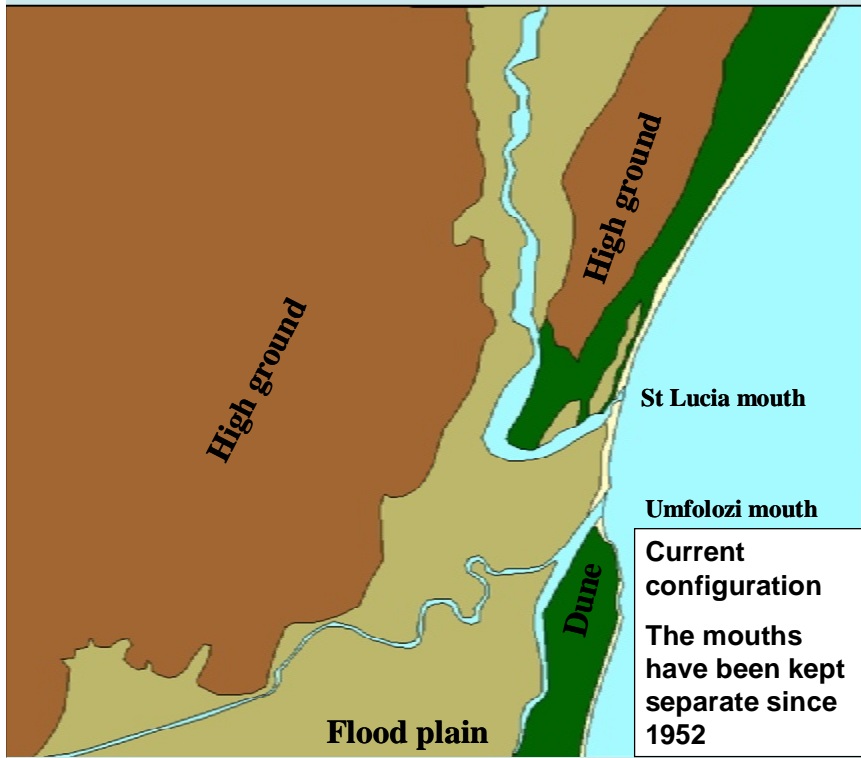 High ground
High ground
St Lucia mouth
Umfolozi mouth
Dune
Flood plain
Current
configuration
The mouths
have been kept
separate since
1952